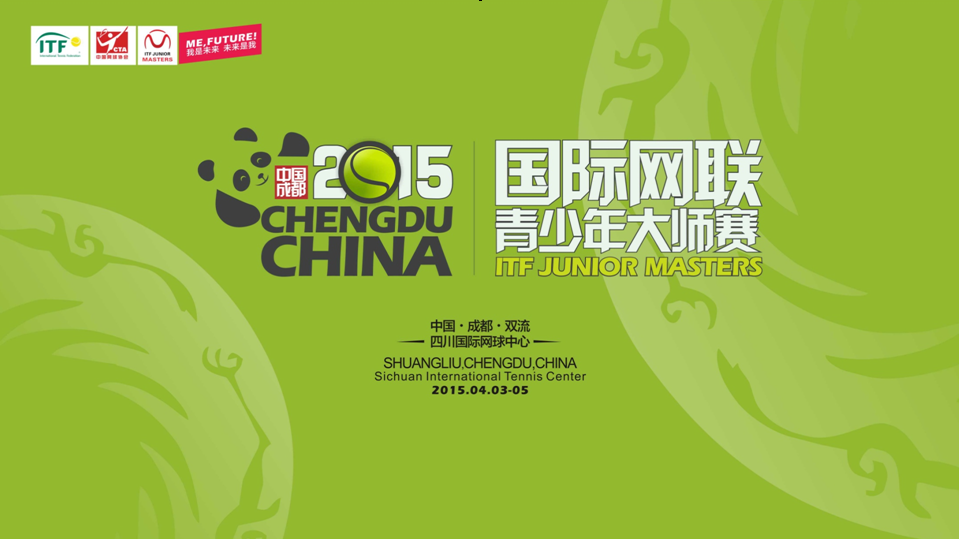 ITF
International Tennis Federation
CTA
中国网球协会
ITF JUNIOR
MASTERS
ME,FUTURE!
我是未来 未来是我
中国
成都
2015
CHENGDU
CHINA
国际网联
青少年大师赛
ITF JUNIOR MASTERS
中国·成都·双流
四川国际网球中心
SHUANGLIU,CHENGDU,CHINA
Sichuan International Tennis Center
2015.04.03-05